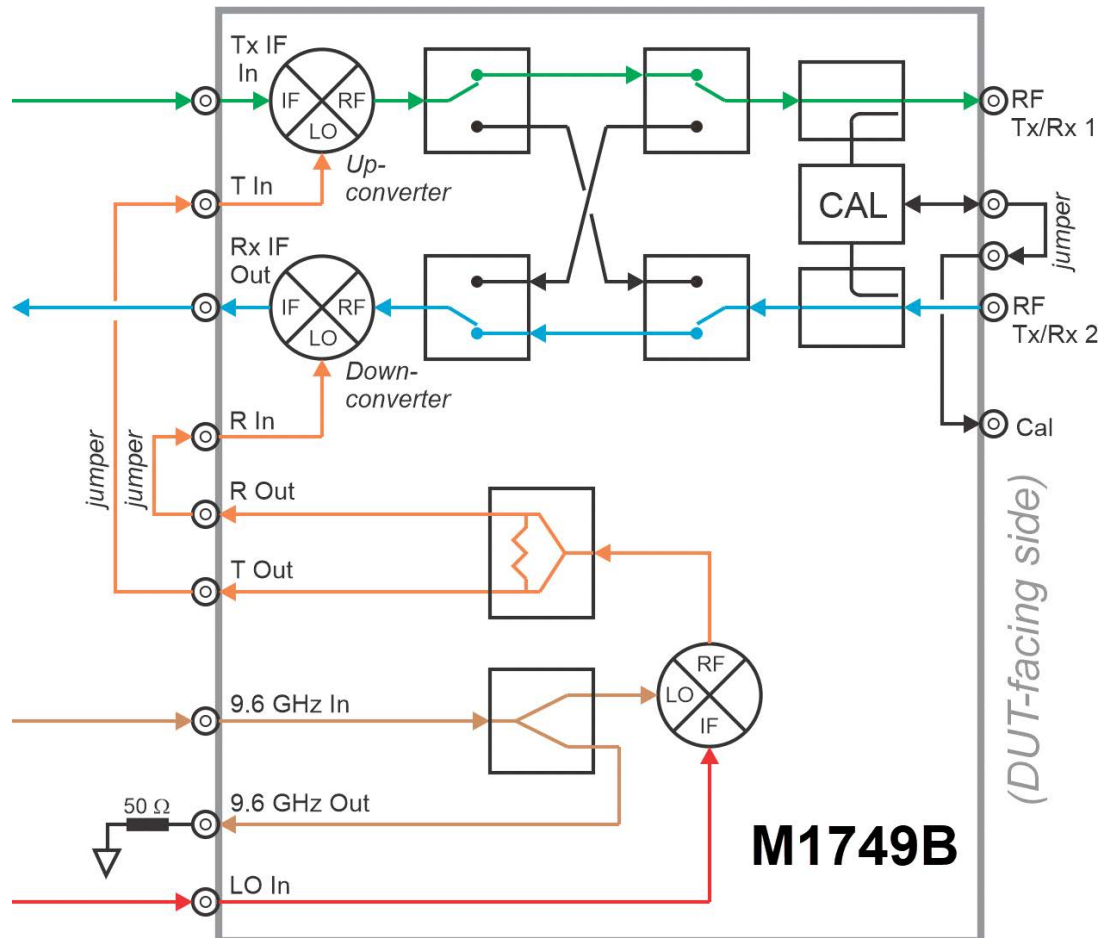 Tx IF
In
IF
RF
LO
Up-
converter
T In
Rx IF
Out
IF
RF
LO
Down-
converter
R In
jumper
jumper
R Out
T Out
9.6 GHz In
LO
RF
IF
50 Ω
9.6 GHz Out
LO In
CAL
RF
Tx/Rx 1
jumper
RF
Tx/Rx 2
Cal
(DUT-facing side)
M1749B